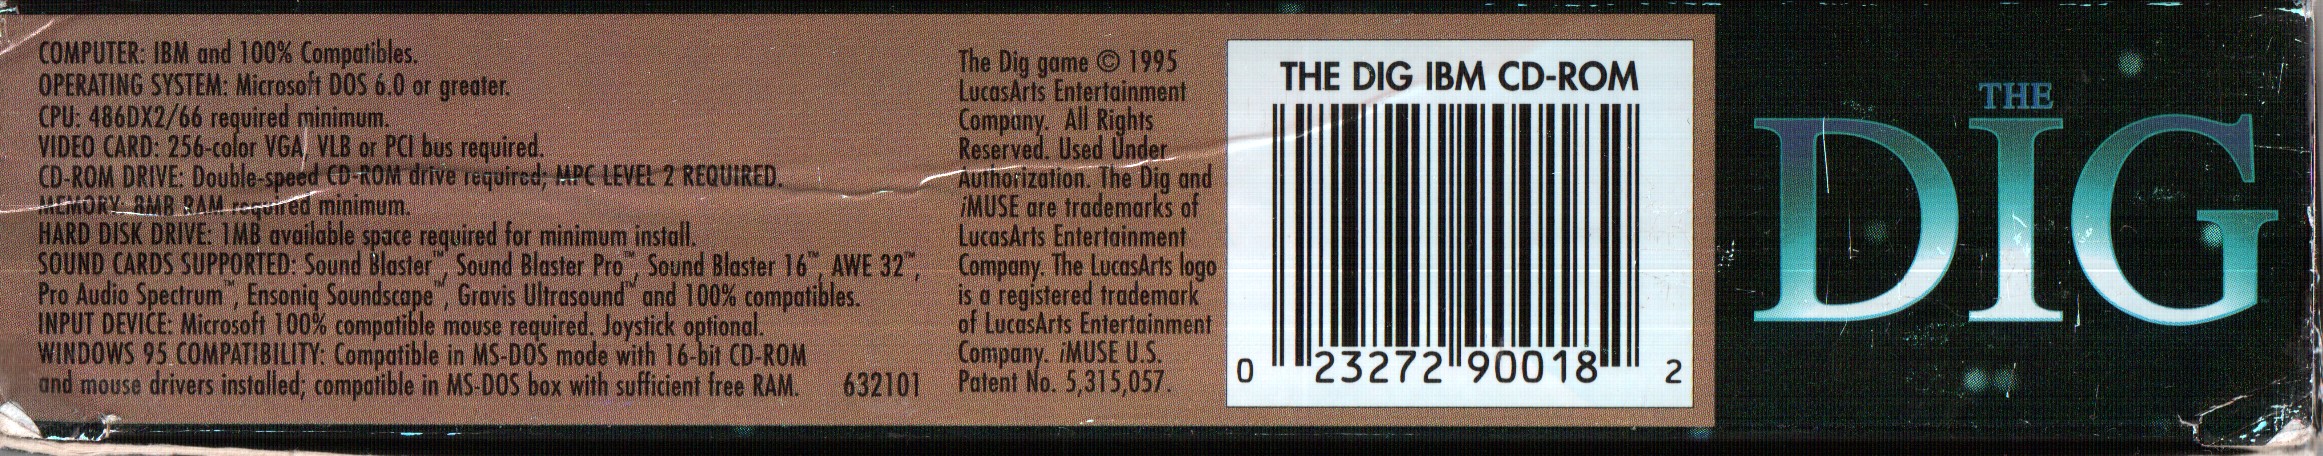 COMPUTER: IBM and 100% Compatibles.
OPERATING SYSTEM: Microsoft DOS 6.0 or greater.
CPU: 486DX2/66 required minimum.
VIDEO CARD: 256-color VGA, VLB or PCI bus required.
CD-ROM DRIVE: Double-speed CD-ROM drive required; MPC LEVEL 2 REQUIRED.
MEMORY: 8MB RAM required minimum.
HARD DISK DRIVE: 1MB available space required for minimum install.
SOUND CARDS SUPPORTED: Sound Blaster™, Sound Blaster Pro™, Sound Blaster 16™, AWE 32™,
Pro Audio Spectrum™, Ensoniq Soundscape™, Gravis Ultrasound™ and 100% compatibles.
INPUT DEVICE: Microsoft 100% compatible mouse required. Joystick optional.
WINDOWS 95 COMPATIBILITY: Compatible in MS-DOS mode with 16-bit CD-ROM
and mouse drivers installed; compatible in MS-DOS box with sufficient free RAM.
632101
The Dig game © 1995
LucasArts Entertainment
Company. All Rights
Reserved. Used Under
Authorization. The Dig and
iMUSE are trademarks of
LucasArts Entertainment
Company. The LucasArts logo
is a registered trademark
of LucasArts Entertainment
Company. iMUSE U.S.
Patent No. 5,315,057.
THE DIG IBM CD-ROM
0 23272 90018 2
THE
DIG